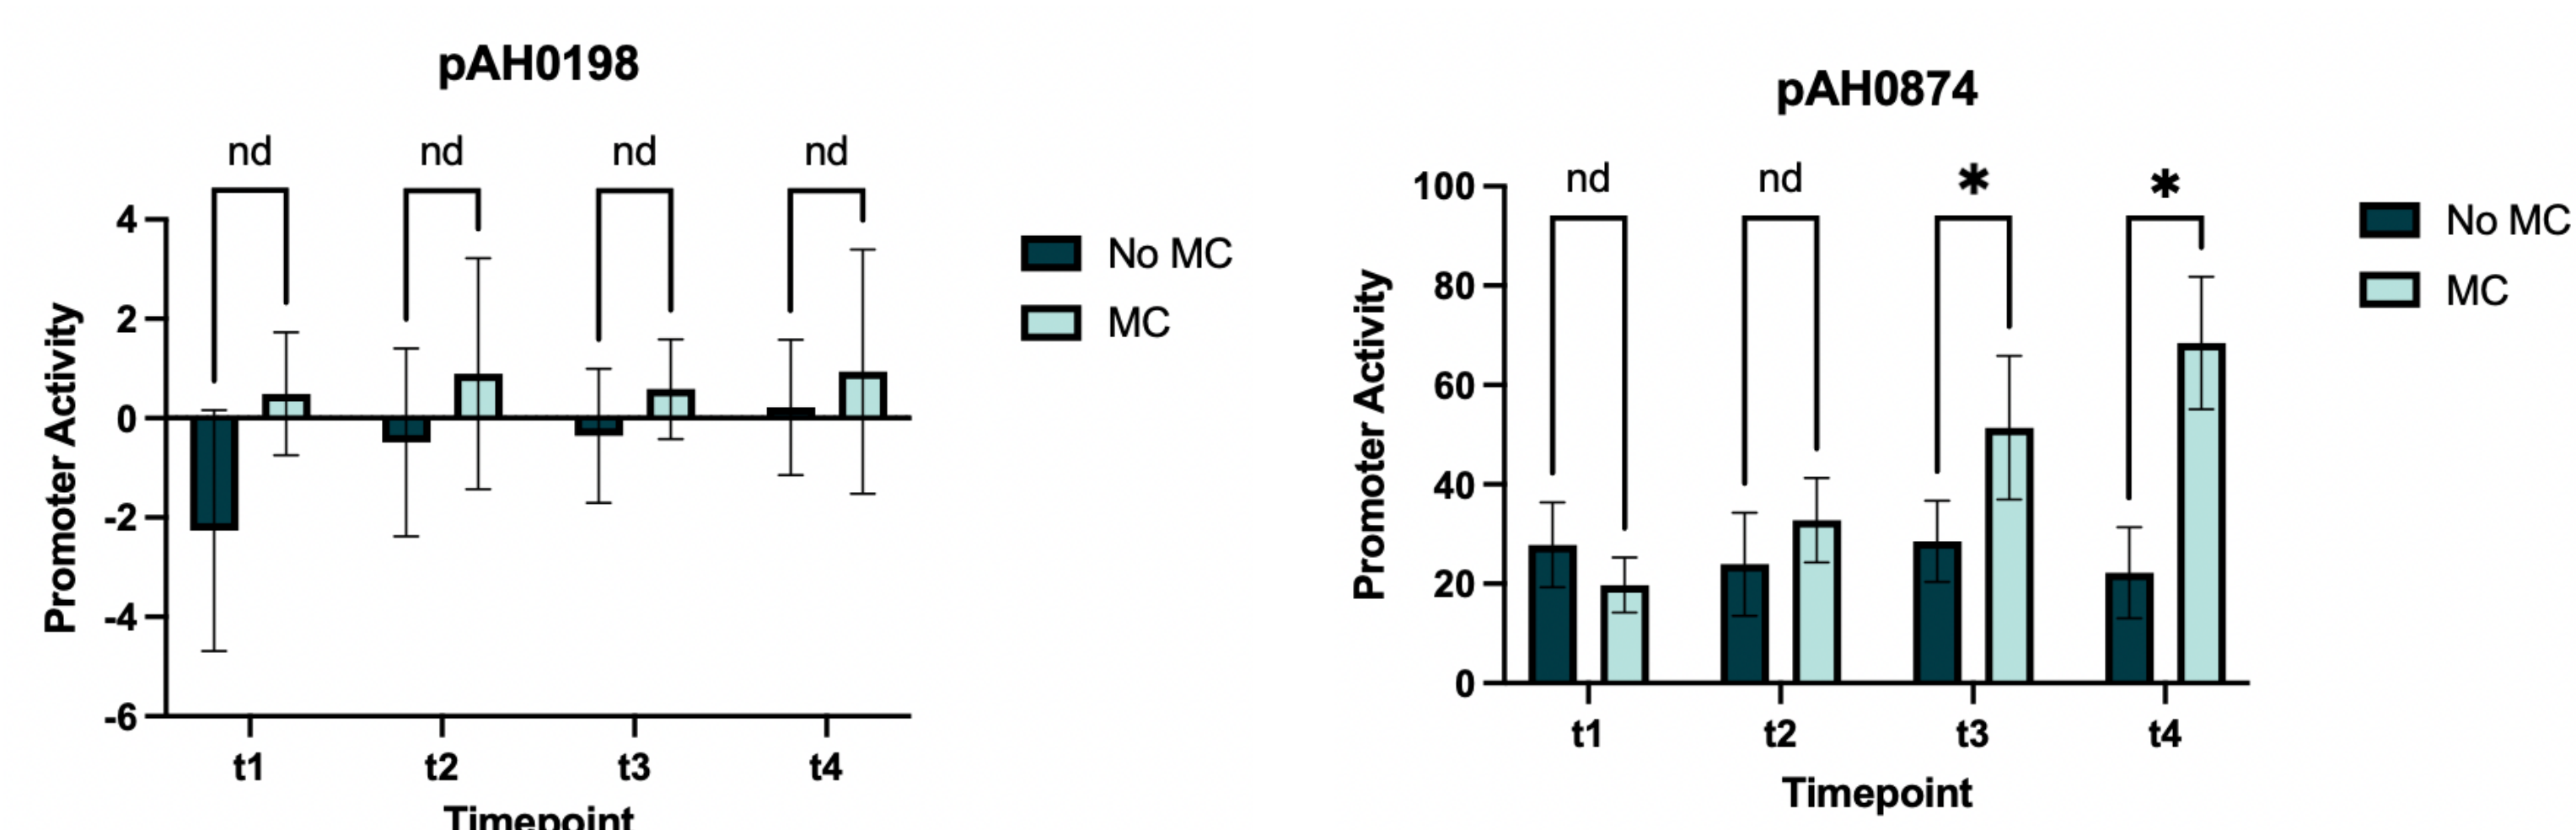 pAH0198
nd nd nd nd
4
2
0
-2
-4
-6
Promoter Activity
t1 t2 t3 t4
Timepoint
No MC
MC
pAH0874
nd nd * *
100
80
60
40
20
0
Promoter Activity
t1 t2 t3 t4
Timepoint
No MC
MC